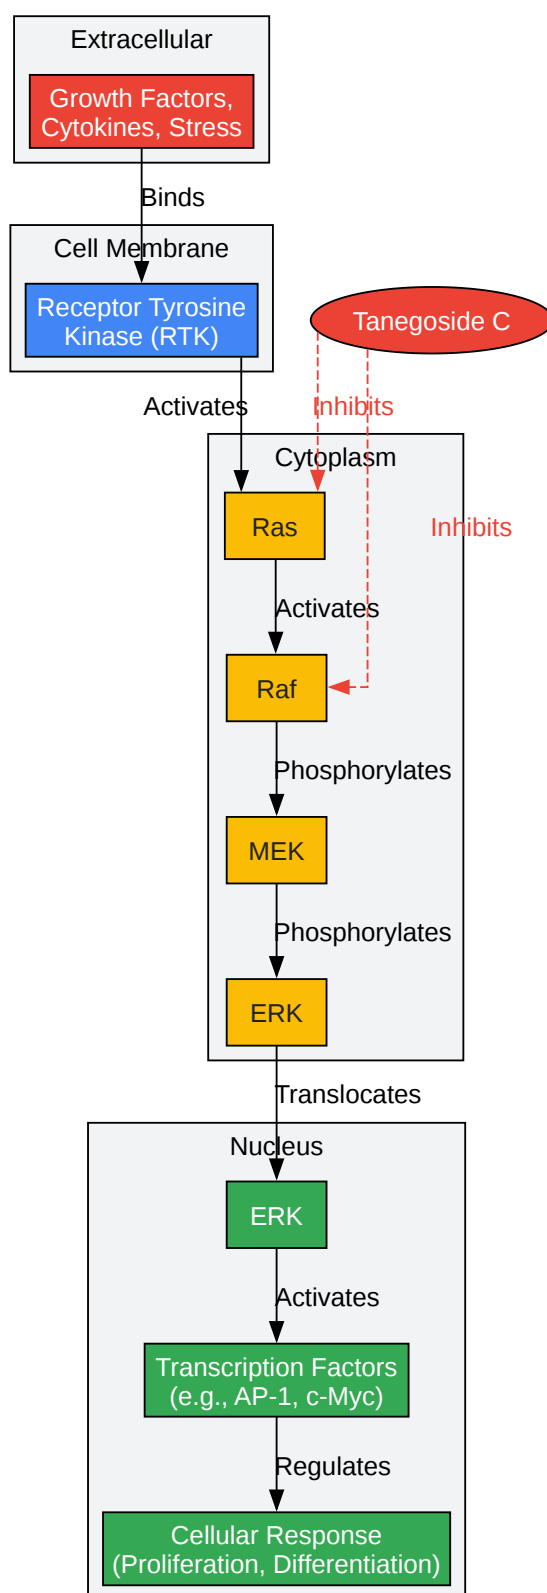 Extracellular
Growth Factors,
Cytokines, Stress
Binds
Cell Membrane
Receptor Tyrosine
Kinase (RTK)
Tanegoside C
Activates
Inhibits
Cytoplasm
Ras
Inhibits
Activates
Raf
Phosphorylates
MEK
Phosphorylates
ERK
Translocates
Nucleus
ERK
Activates
Transcription Factors
(e.g., AP-1, c-Myc)
Regulates
Cellular Response
(Proliferation, Differentiation)